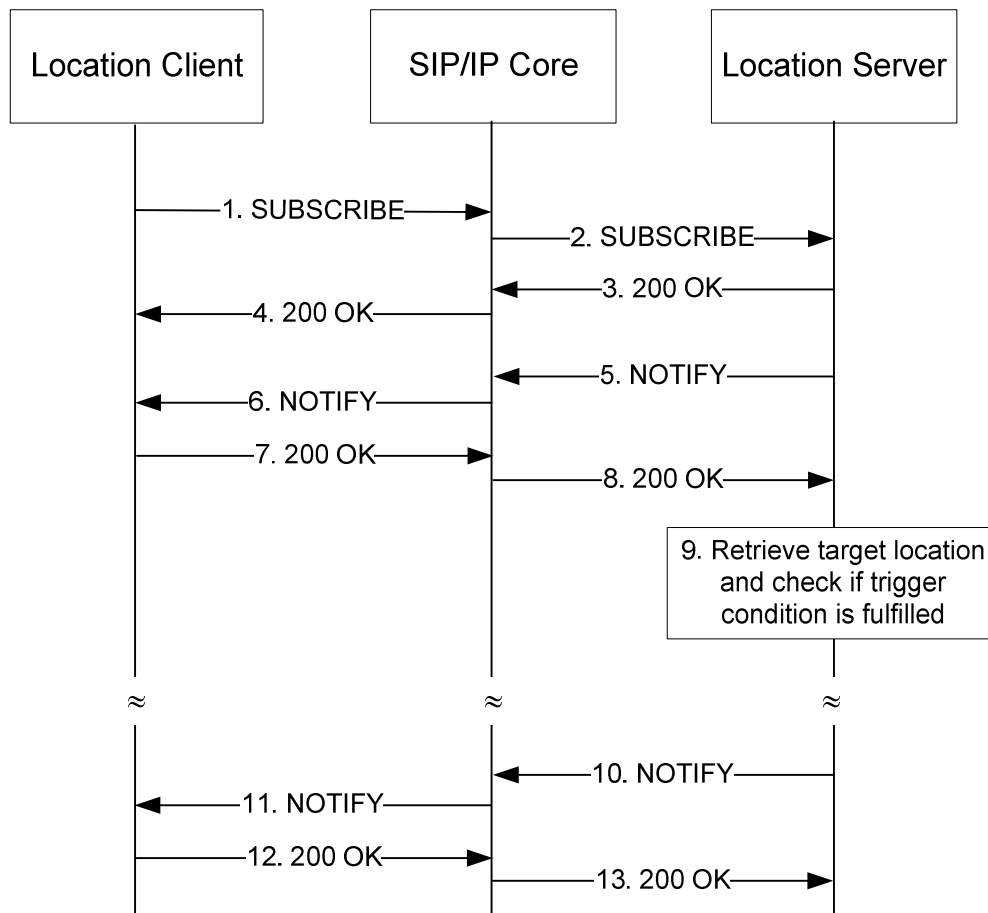 Location Client
SIP/IP Core
Location Server
1. SUBSCRIBE
2. SUBSCRIBE
3. 200 OK
4. 200 OK
5. NOTIFY
6. NOTIFY
7. 200 OK
8. 200 OK
9. Retrieve target location
and check if trigger
condition is fulfilled
≈ ≈ ≈
10. NOTIFY
11. NOTIFY
12. 200 OK
13. 200 OK